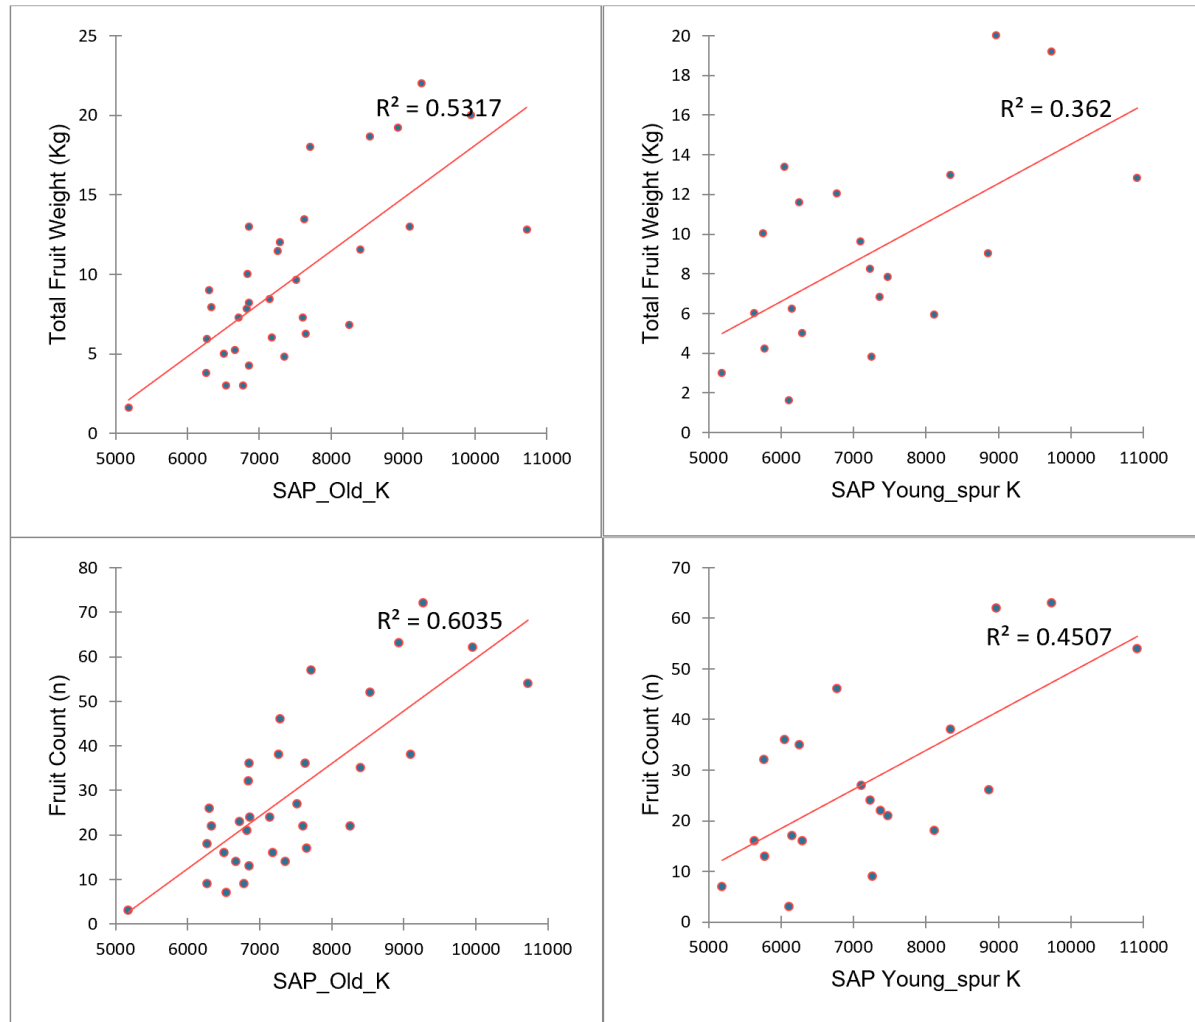 25
20
15
10
5
0
Total Fruit Weight (Kg)
R² = 0.5317
5000 6000 7000 8000 9000 10000 11000
SAP_Old_K
20
18
16
14
12
10
8
6
4
2
0
Total Fruit Weight (Kg)
R² = 0.362
5000 6000 7000 8000 9000 10000 11000
SAP Young_spur K
80
70
60
50
40
30
20
10
0
Fruit Count (n)
R² = 0.6035
5000 6000 7000 8000 9000 10000 11000
SAP_Old_K
70
60
50
40
30
20
10
0
Fruit Count (n)
R² = 0.4507
5000 6000 7000 8000 9000 10000 11000
SAP Young_spur K